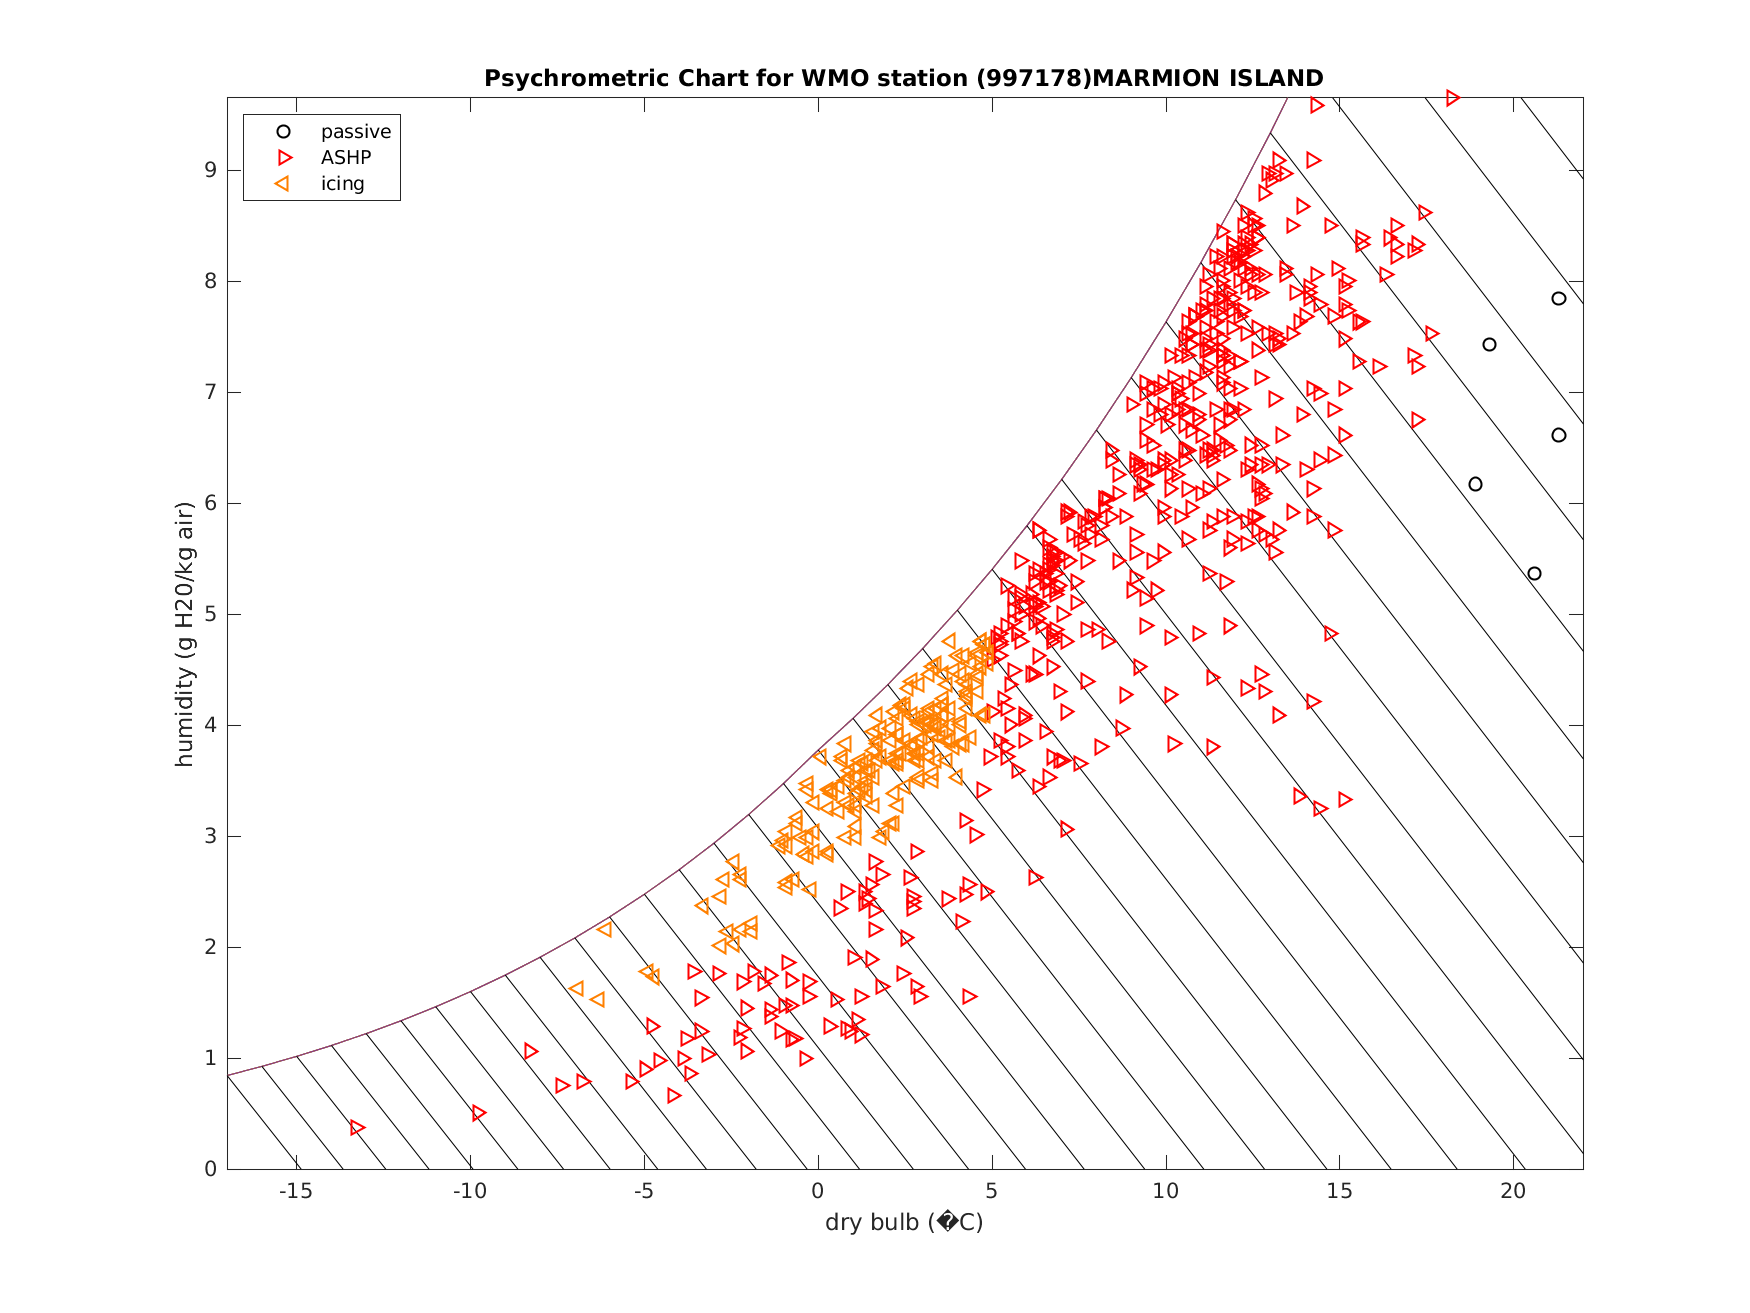 Psychrometric Chart for WMO station (997178)MARMION ISLAND
passive
ASHP
icing
9
8
7
6
5
4
3
2
1
0
humidity (g H20/kg air)
-15 -10 -5 0 5 10 15 20
dry bulb (�C)